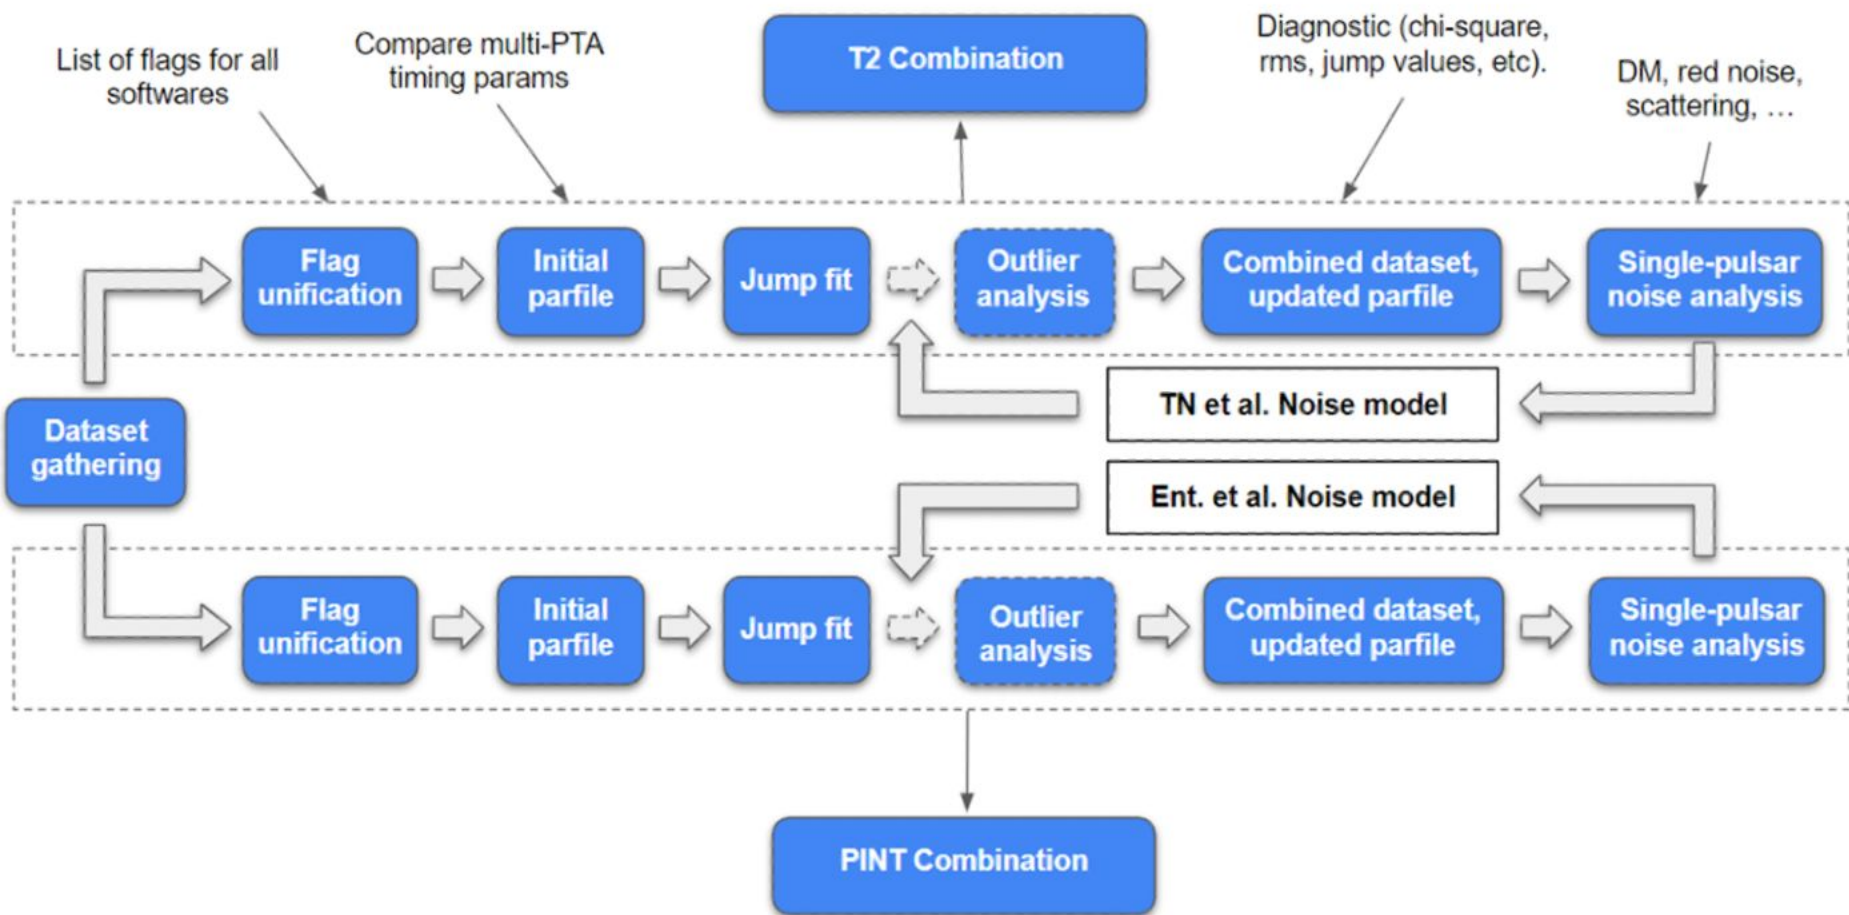 List of flags for all
softwares
Compare multi-PTA
timing params
T2 Combination
Diagnostic (chi-square,
rms, jump values, etc).
DM, red noise,
scattering, …
Flag
unification
Initial
parfile
Jump fit
Outlier
analysis
Combined dataset,
updated parfile
Single-pulsar
noise analysis
TN et al. Noise model
Dataset
gathering
Ent. et al. Noise model
Flag
unification
Initial
parfile
Jump fit
Outlier
analysis
Combined dataset,
updated parfile
Single-pulsar
noise analysis
PINT Combination